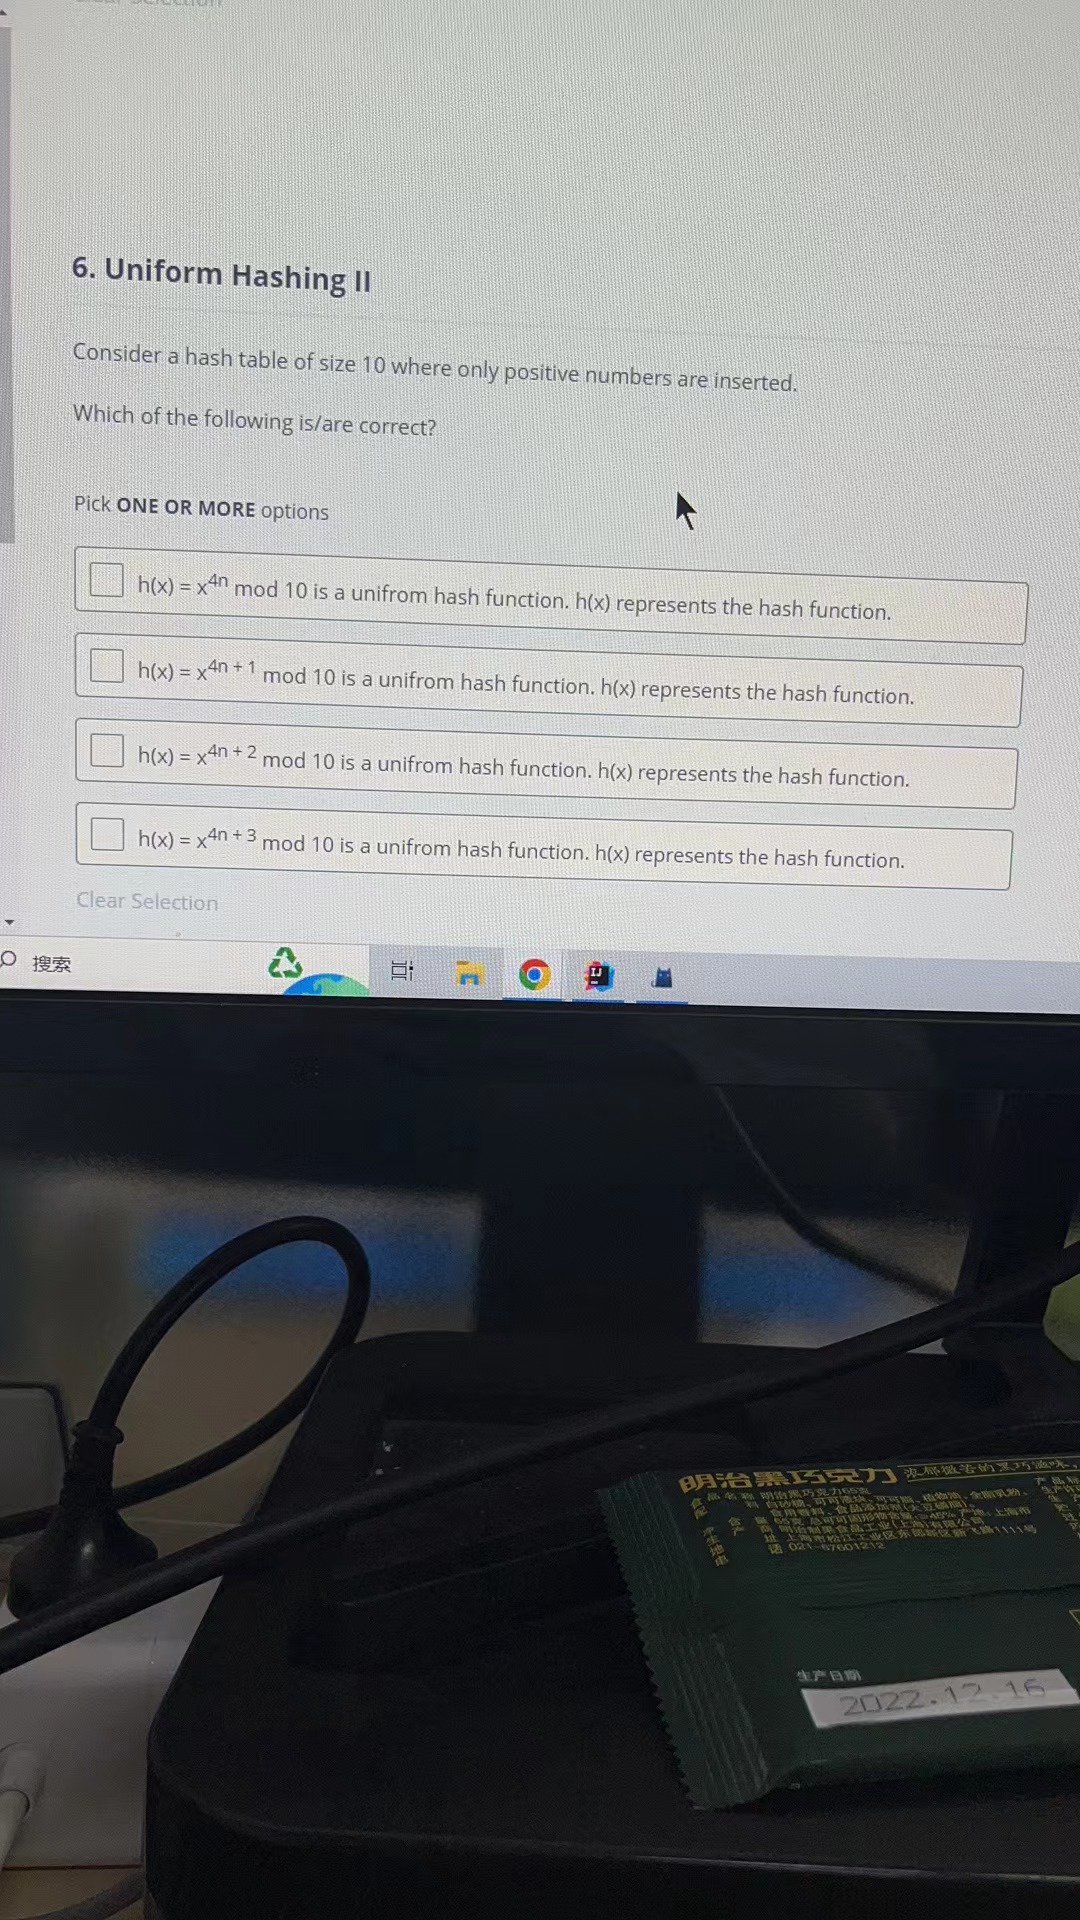 6. Uniform Hashing II
Consider a hash table of size 10 where only positive numbers are inserted.
Which of the following is/are correct?
Pick ONE OR MORE options
h(x) = x^4n mod 10 is a unifrom hash function. h(x) represents the hash function.
h(x) = x^4n + 1 mod 10 is a unifrom hash function. h(x) represents the hash function.
h(x) = x^4n + 2 mod 10 is a unifrom hash function. h(x) represents the hash function.
h(x) = x^4n + 3 mod 10 is a unifrom hash function. h(x) represents the hash function.
Clear Selection
搜索
IJ
明治黑巧克力
021-57601212
生产日期
2022.12.16